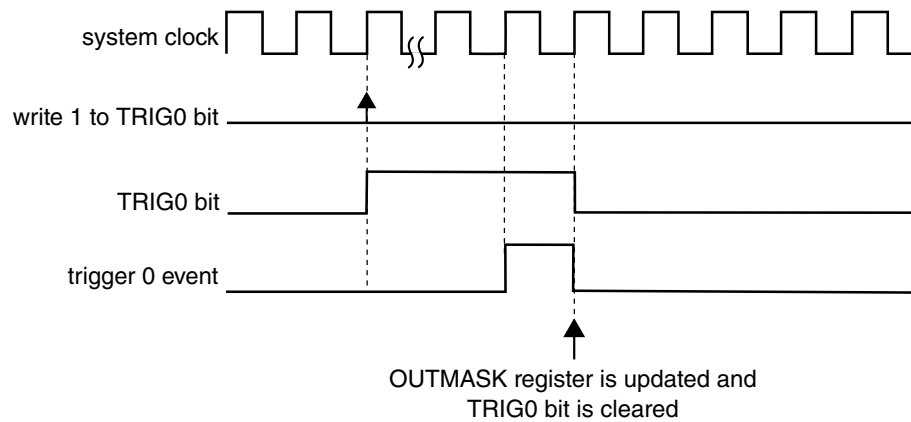 system clock
write 1 to TRIG0 bit
TRIG0 bit
trigger 0 event
OUTMASK register is updated and
TRIG0 bit is cleared